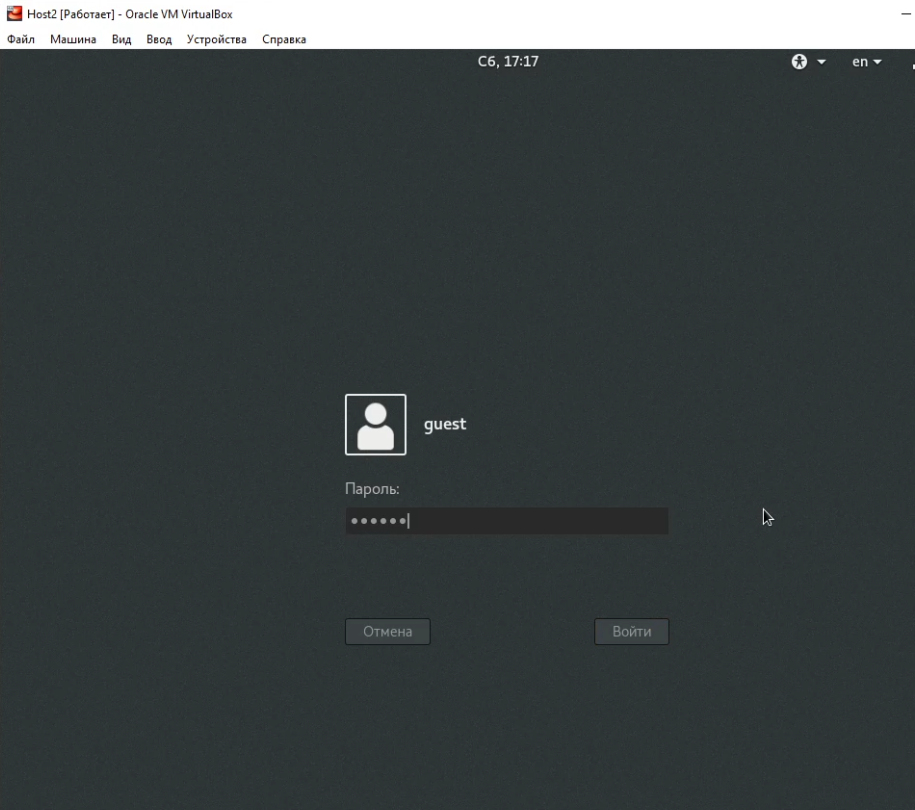 Host2 [Работает] - Oracle VM VirtualBox
Файл Машина Вид Ввод Устройства Справка
Сб, 17:17 en
guest
Пароль:
Отмена Войти